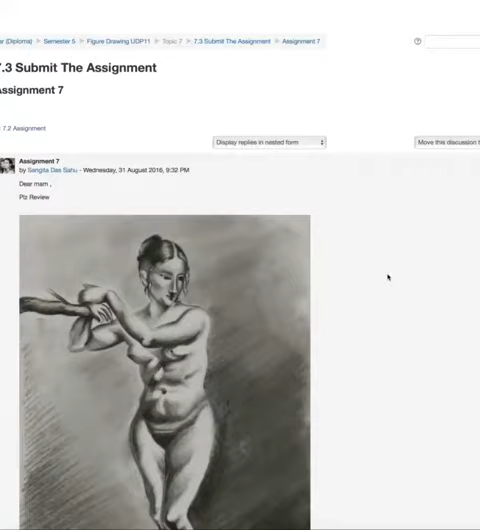 (Diploma) ► Semester 5 ► Figure Drawing UDP11 ► Topic 7 ► 7.3 Submit The Assignment ► Assignment 7
7.3 Submit The Assignment
Assignment 7
7.2 Assignment
Display replies in nested form
Move this discussion t
Assignment 7
by Sangita Das Sahu - Wednesday, 31 August 2016, 9:32 PM
Dear mam ,
Plz Review